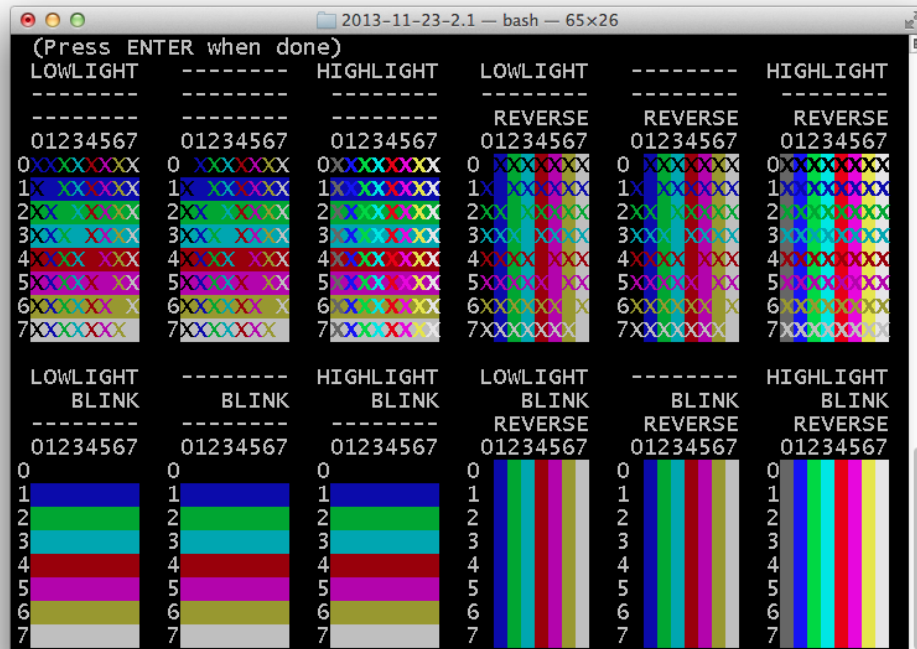 2013-11-23-2.1 — bash — 65×26
(Press ENTER when done)
LOWLIGHT -------- HIGHLIGHT LOWLIGHT -------- HIGHLIGHT
-------- -------- -------- -------- -------- --------
-------- -------- -------- REVERSE REVERSE REVERSE
01234567 01234567 01234567 01234567 01234567 01234567
0 XXXXXXX 0 XXXXXXX 0XXXXXXXX 0 XXXXXXX 0 XXXXXXX 0XXXXXXXX
1X XXXXXX 1X XXXXXX 1XXXXXXXX 1X XXXXXX 1X XXXXXX 1XXXXXXXX
2XX XXXXX 2XX XXXXX 2XXXXXXXX 2XX XXXXX 2XX XXXXX 2XXXXXXXX
3XXX XXXX 3XXX XXXX 3XXXXXXXX 3XXX XXXX 3XXX XXXX 3XXXXXXXX
4XXXX XXX 4XXXX XXX 4XXXXXXXX 4XXXX XXX 4XXXX XXX 4XXXXXXXX
5XXXXX XX 5XXXXX XX 5XXXXXXXX 5XXXXX XX 5XXXXX XX 5XXXXXXXX
6XXXXXX X 6XXXXXX X 6XXXXXXXX 6XXXXXX X 6XXXXXX X 6XXXXXXXX
7XXXXXXX 7XXXXXXX 7XXXXXXXX 7XXXXXXX 7XXXXXXX 7XXXXXXXX
LOWLIGHT -------- HIGHLIGHT LOWLIGHT -------- HIGHLIGHT
BLINK BLINK BLINK BLINK BLINK BLINK
-------- -------- -------- REVERSE REVERSE REVERSE
01234567 01234567 01234567 01234567 01234567 01234567
0 0 0 0 0 0
1 1 1 1 1 1
2 2 2 2 2 2
3 3 3 3 3 3
4 4 4 4 4 4
5 5 5 5 5 5
6 6 6 6 6 6
7 7 7 7 7 7